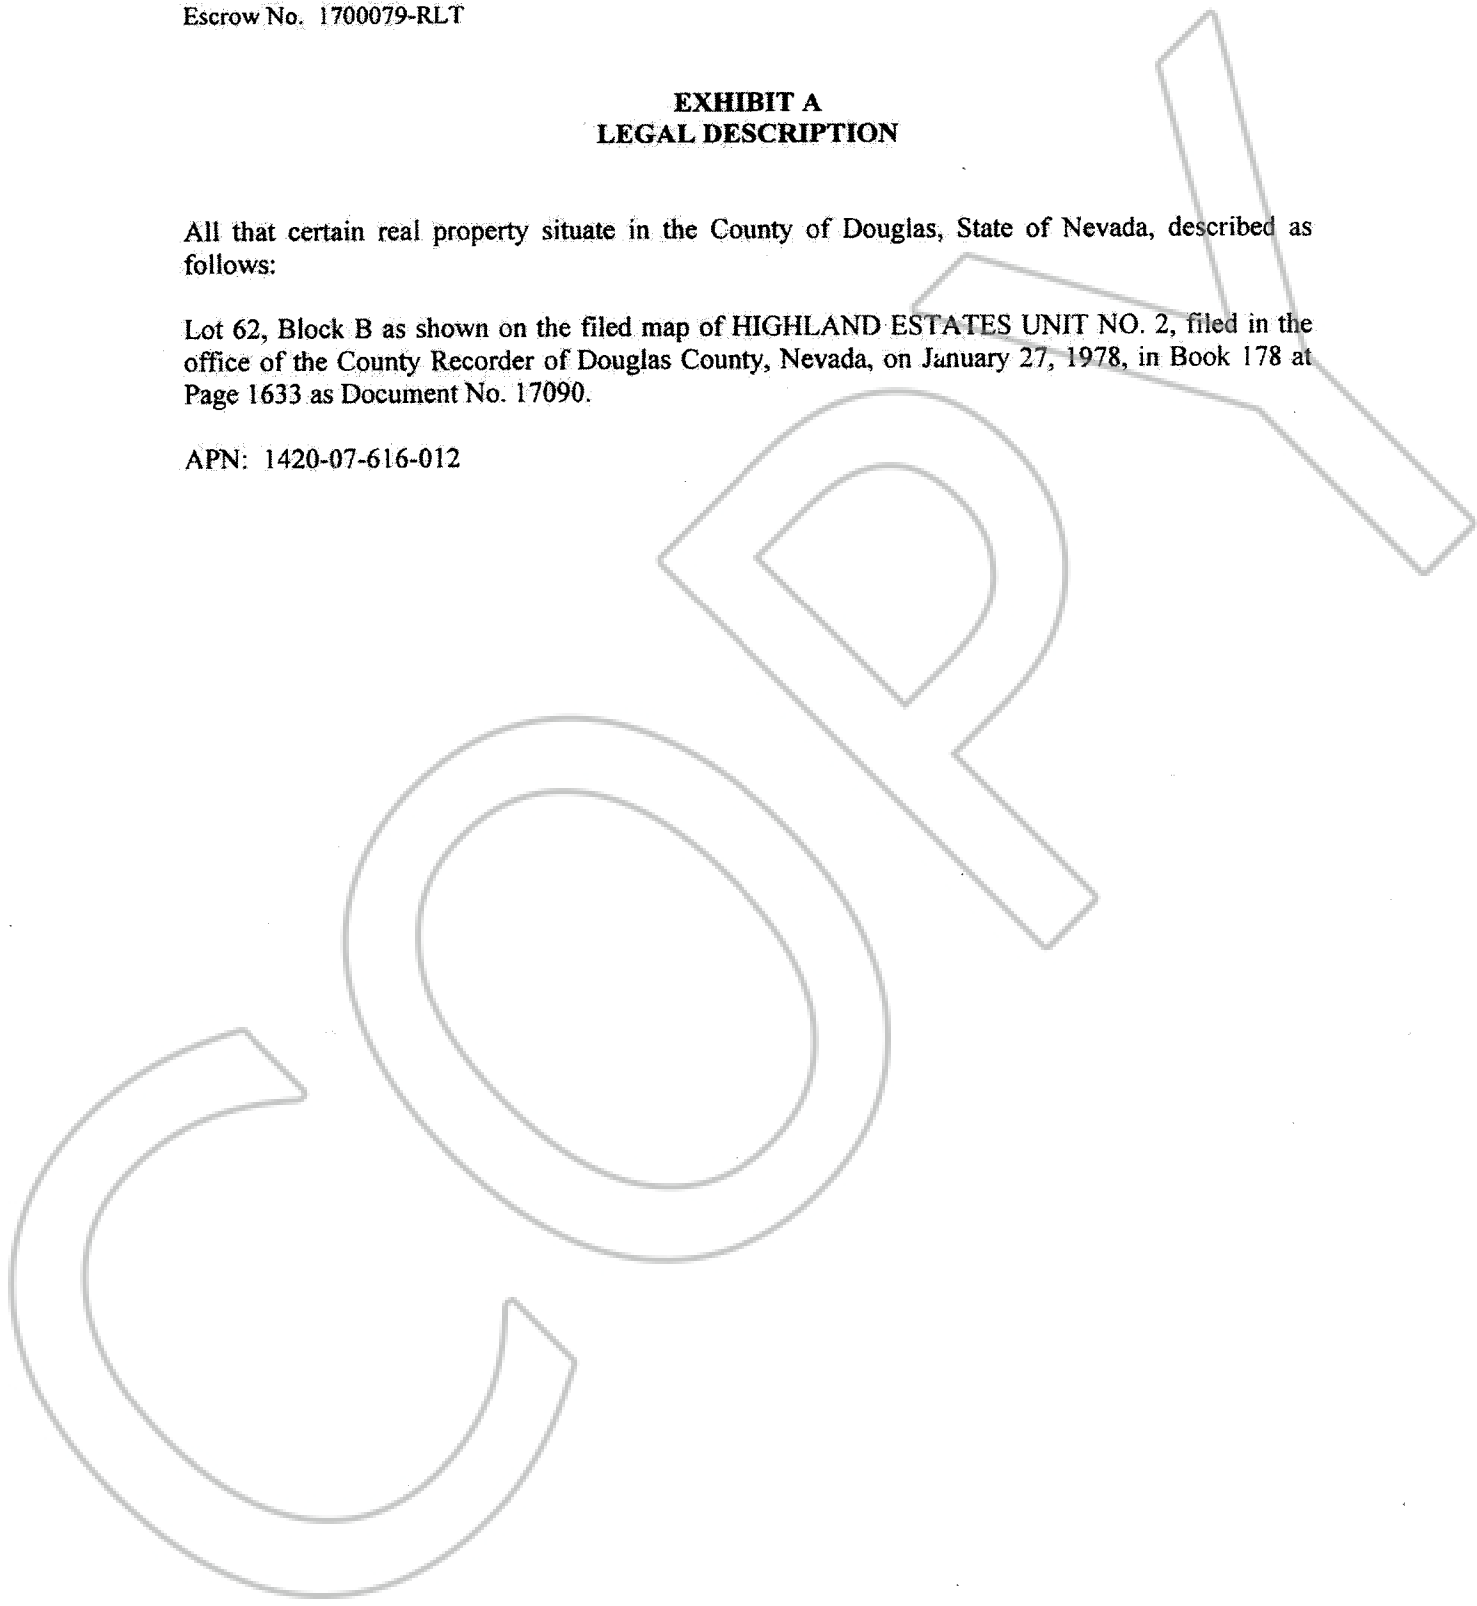 Escrow No. 1700079-RLT
EXHIBIT A
LEGAL DESCRIPTION
All that certain real property situate in the County of Douglas, State of Nevada, described as
follows:
Lot 62, Block B as shown on the filed map of HIGHLAND ESTATES UNIT NO. 2, filed in the
office of the County Recorder of Douglas County, Nevada, on January 27, 1978, in Book 178 at
Page 1633 as Document No. 17090.
APN: 1420-07-616-012
COPY